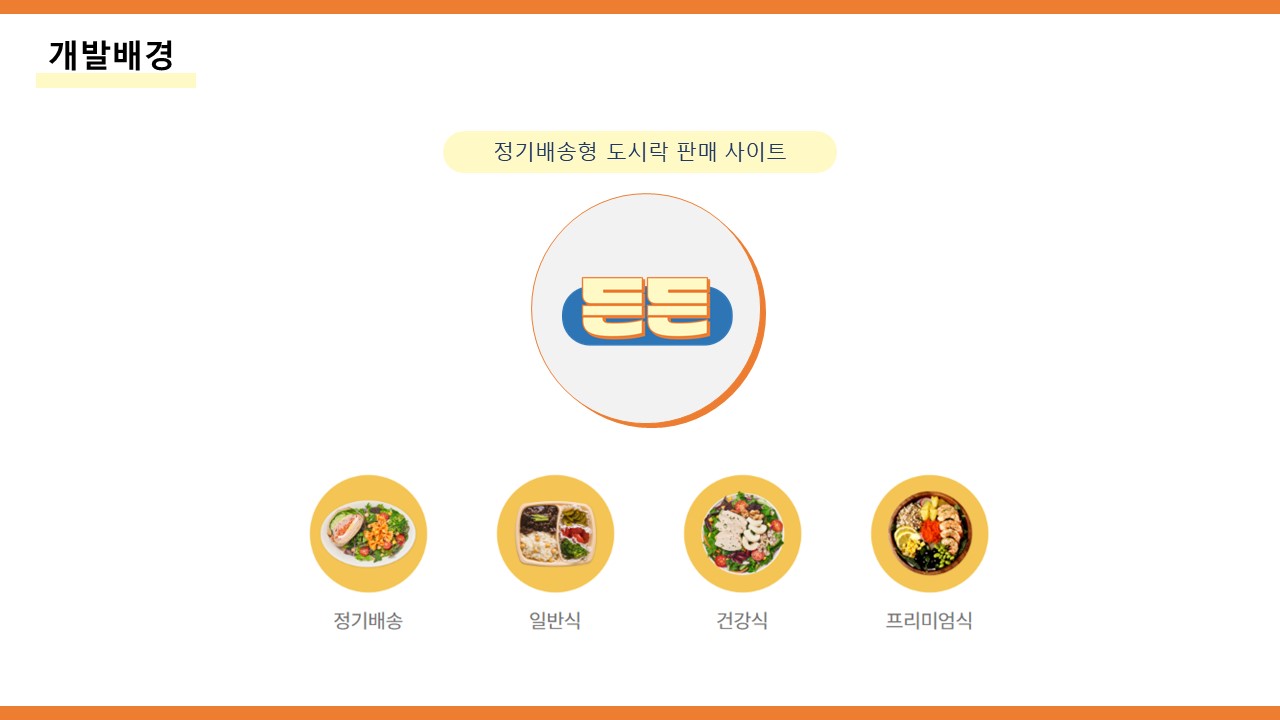 개발배경
정기배송형 도시락 판매 사이트
든든
정기배송
일반식
건강식
프리미엄식